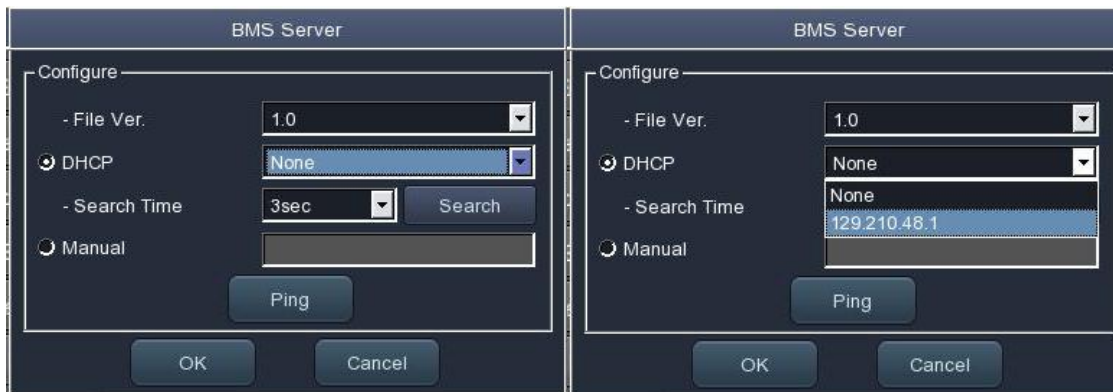 BMS Server
Configure
- File Ver. 1.0
DHCP None
- Search Time 3sec Search
Manual
Ping
OK Cancel
BMS Server
Configure
- File Ver. 1.0
DHCP None
None
- Search Time
129.210.48.1
Manual
Ping
OK Cancel